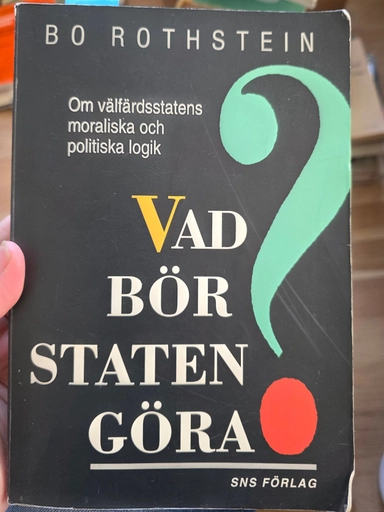 BO ROTHSTEIN
Om välfärdsstatens
moraliska och
politiska logik
VAD
BÖR
STATEN
GÖRA?
SNS FÖRLAG